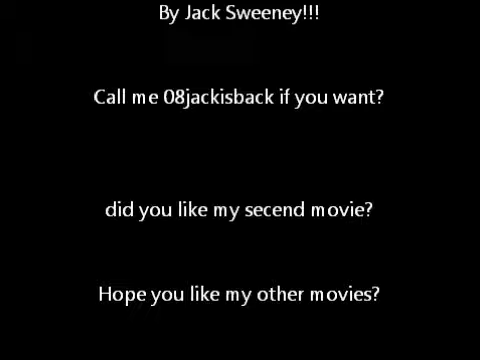 By Jack Sweeney!!!
Call me 08jackisback if you want?
did you like my secend movie?
Hope you like my other movies?